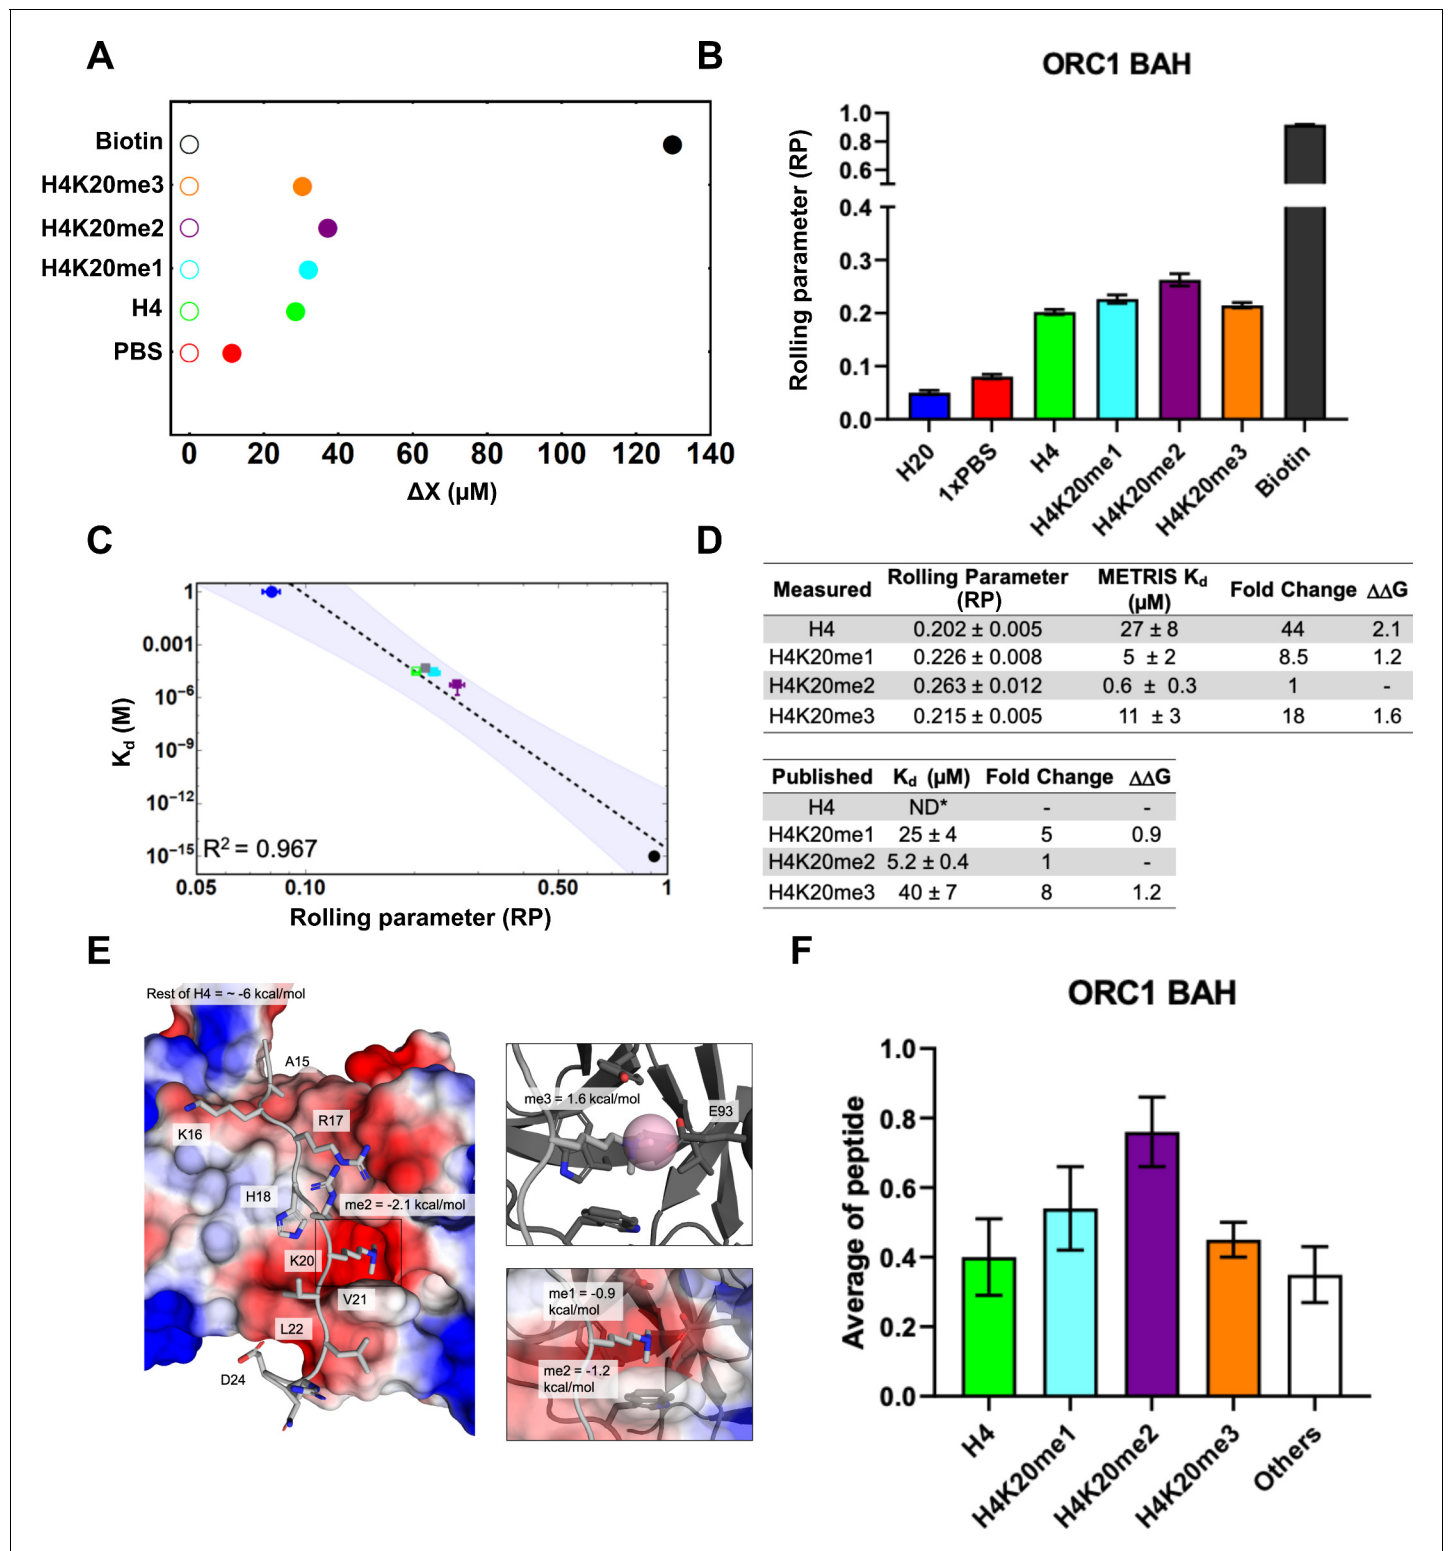 A
Biotin
H4K20me3
H4K20me2
H4K20me1
H4
PBS
0 20 40 60 80 100 120 140
ΔX (µM)
B
ORC1 BAH
Rolling parameter (RP)
1.0
0.8
0.6
0.4
0.3
0.2
0.1
0.0
H20
1xPBS
H4
H4K20me1
H4K20me2
H4K20me3
Biotin
C
K_d (M)
1
0.001
10⁻⁶
10⁻⁹
10⁻¹²
10⁻¹⁵
R² = 0.967
0.05 0.10 0.50 1
Rolling parameter (RP)
D
Measured Rolling Parameter (RP) METRIS K_d (µM) Fold Change ΔΔG
H4 0.202 ± 0.005 27 ± 8 44 2.1
H4K20me1 0.226 ± 0.008 5 ± 2 8.5 1.2
H4K20me2 0.263 ± 0.012 0.6 ± 0.3 1 -
H4K20me3 0.215 ± 0.005 11 ± 3 18 1.6
Published K_d (µM) Fold Change ΔΔG
H4 ND* - -
H4K20me1 25 ± 4 5 0.9
H4K20me2 5.2 ± 0.4 1 -
H4K20me3 40 ± 7 8 1.2
E
Rest of H4 = ~ -6 kcal/mol
A15
R17
K16
H18
me2 = -2.1 kcal/mol
K20
V21
L22
D24
me3 = 1.6 kcal/mol
E93
me1 = -0.9
kcal/mol
me2 = -1.2
kcal/mol
F
ORC1 BAH
Average of peptide
1.0
0.8
0.6
0.4
0.2
0.0
H4
H4K20me1
H4K20me2
H4K20me3
Others